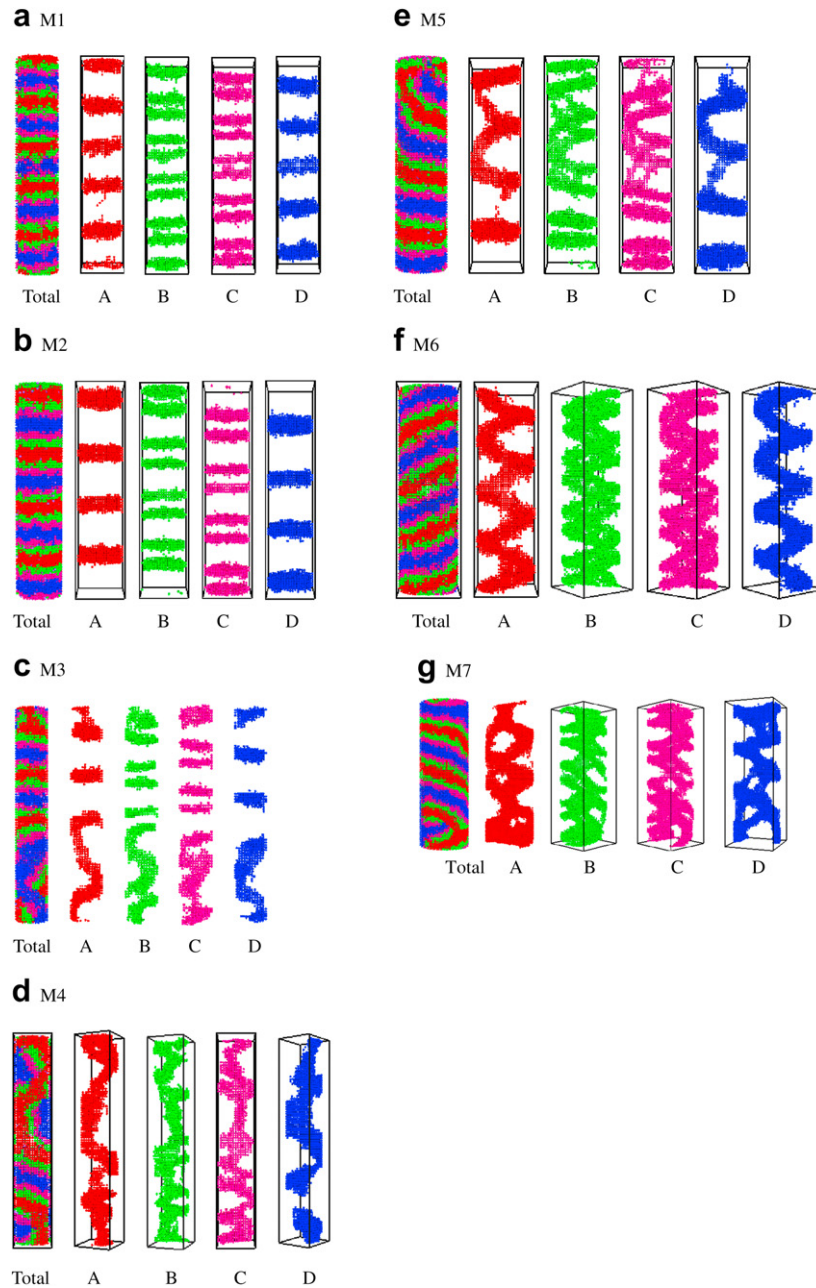 a M1
Total A B C D
b M2
Total A B C D
c M3
Total A B C D
d M4
Total A B C D
e M5
Total A B C D
f M6
Total A B C D
g M7
Total A B C D